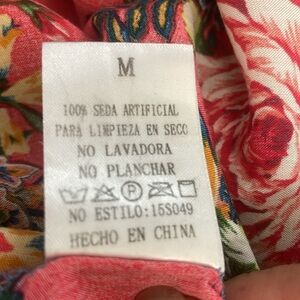 M
100% SEDA ARTIFICIAL
PARA LIMPIEZA EN SECO
NO LAVADORA
NO PLANCHAR
P
NO ESTILO:15S049
HECHO EN CHINA